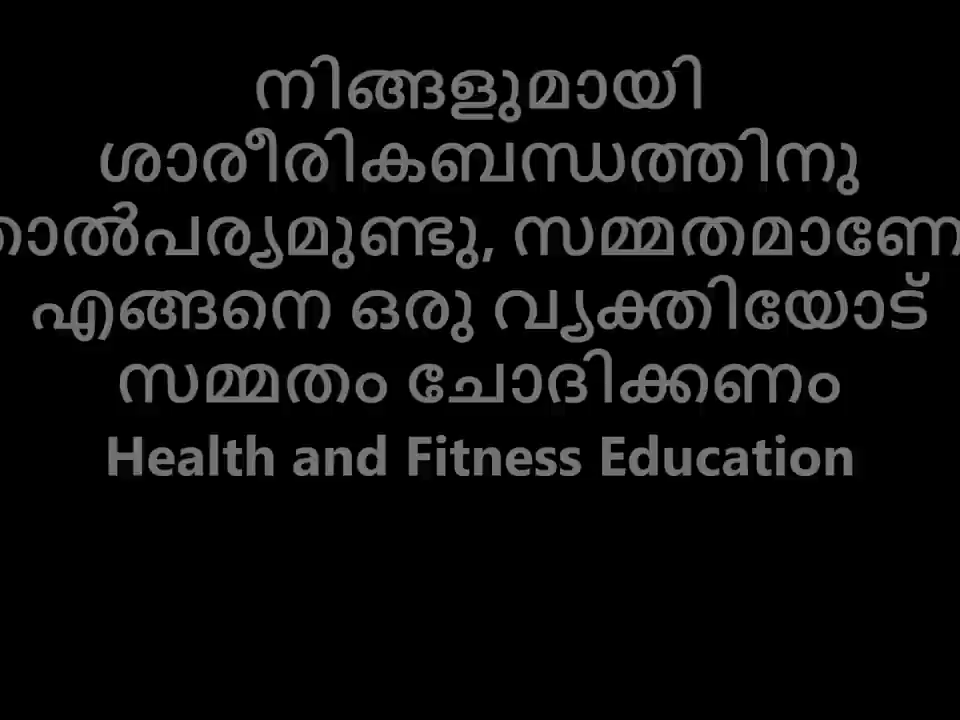 നിങ്ങളുമായി
ശാരീരികബന്ധത്തിനു
താൽപര്യമുണ്ടു, സമ്മതമാണോ
എങ്ങനെ ഒരു വ്യക്തിയോട്
സമ്മതം ചോദിക്കണം
Health and Fitness Education